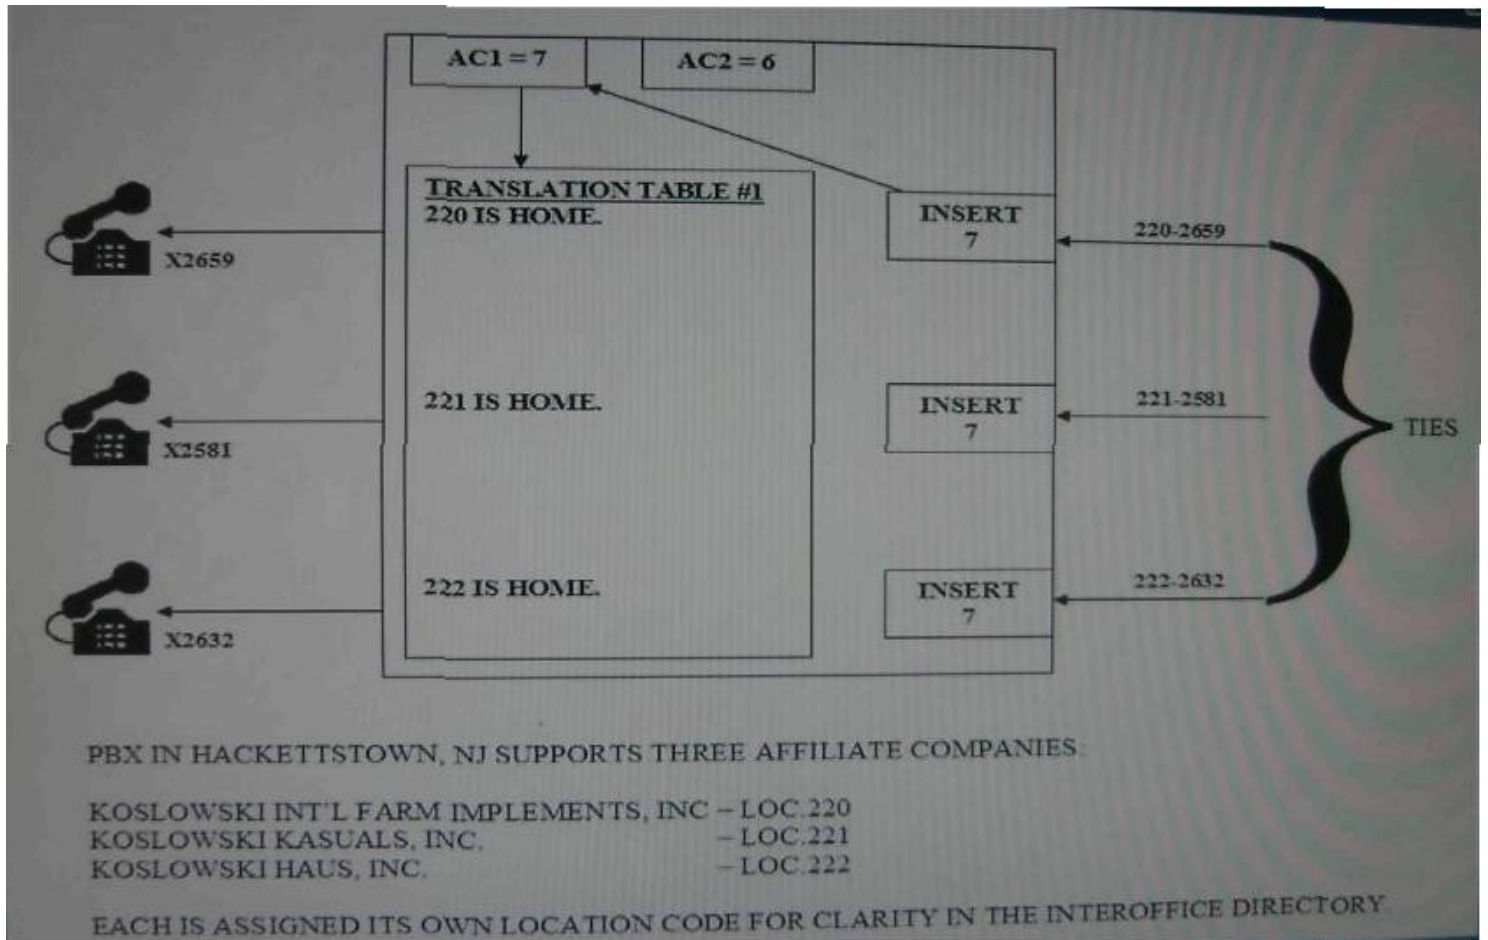 AC1 = 7
AC2 = 6
TRANSLATION TABLE #1
220 IS HOME.
INSERT
7
220-2659
X2659
221 IS HOME.
INSERT
7
221-2581
X2581
TIES
222 IS HOME.
INSERT
7
222-2632
X2632
PBX IN HACKETTSTOWN, NJ SUPPORTS THREE AFFILIATE COMPANIES:
KOSLOWSKI INT'L FARM IMPLEMENTS, INC – LOC.220
KOSLOWSKI KASUALS, INC. – LOC.221
KOSLOWSKI HAUS, INC. – LOC.222
EACH IS ASSIGNED ITS OWN LOCATION CODE FOR CLARITY IN THE INTEROFFICE DIRECTORY.